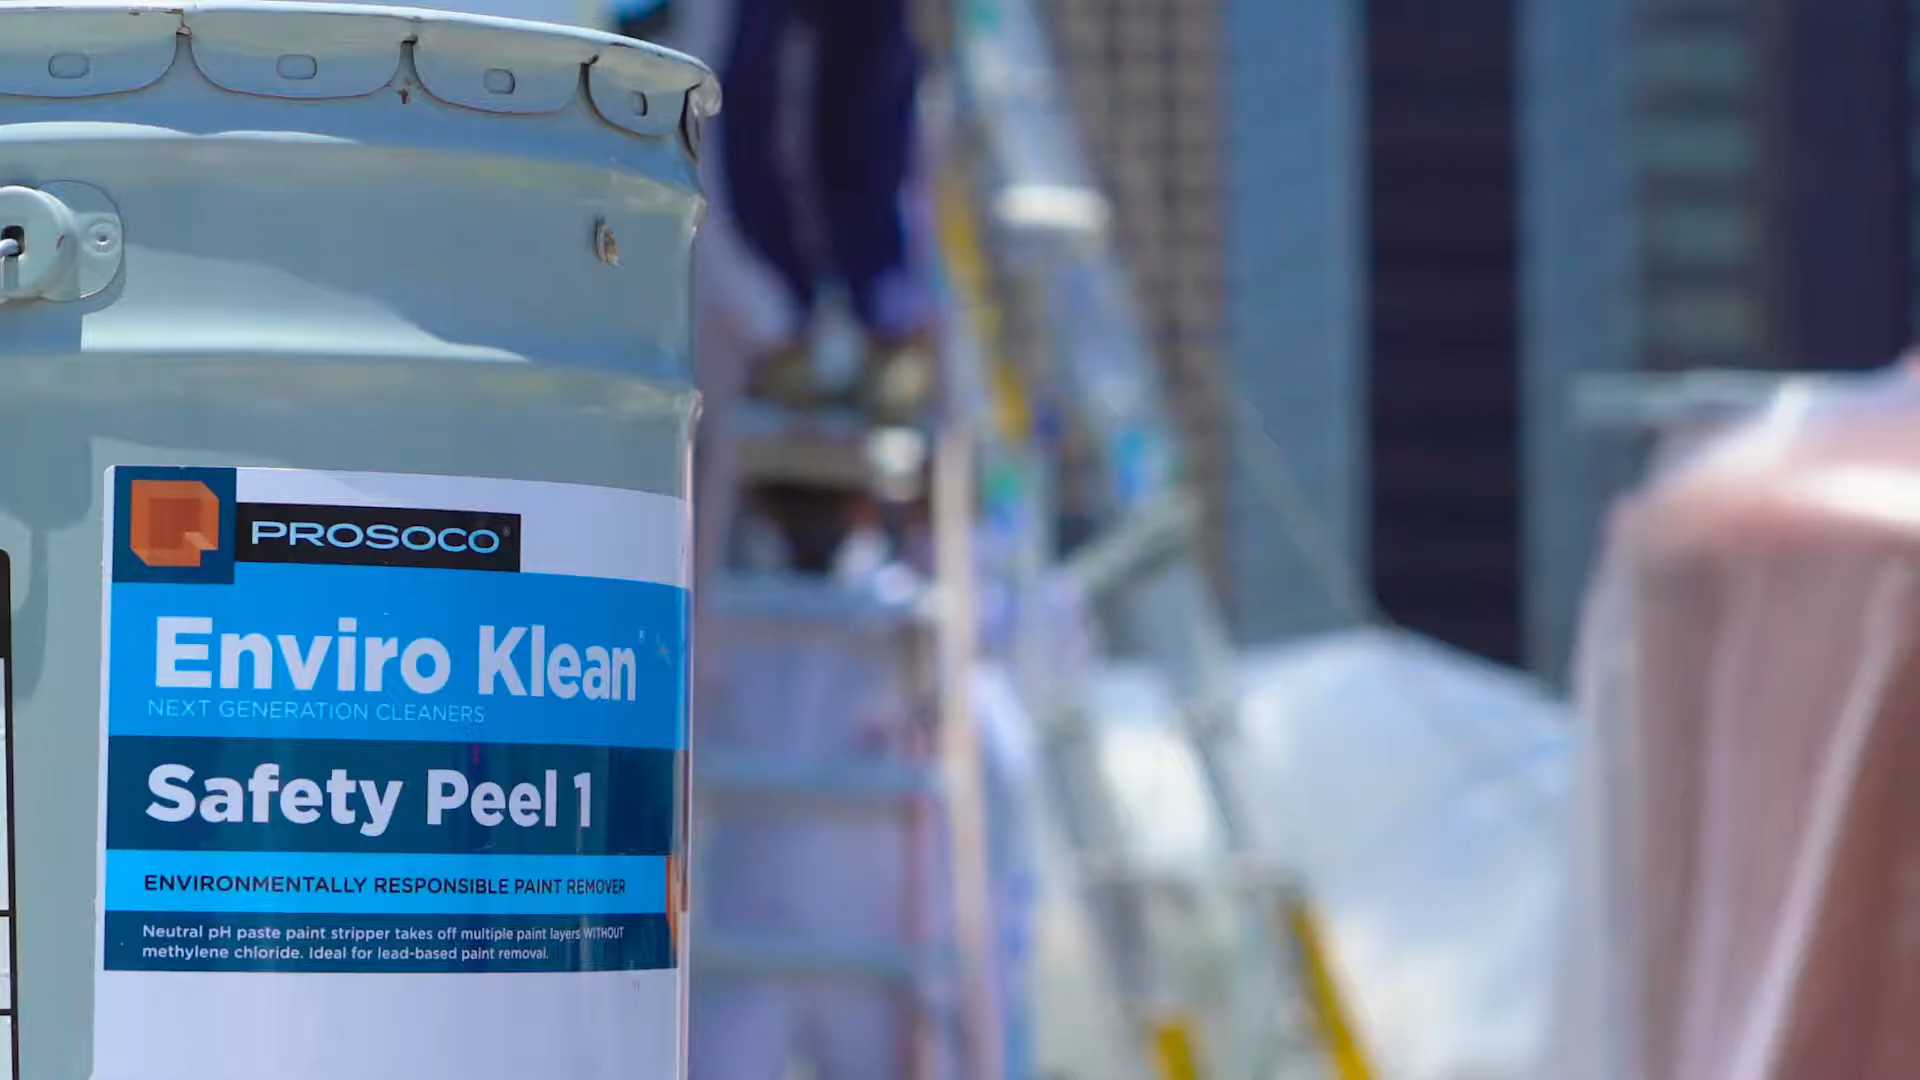 PROSOCO
Enviro Klean
NEXT GENERATION CLEANERS
Safety Peel 1
ENVIRONMENTALLY RESPONSIBLE PAINT REMOVER
Neutral pH paste paint stripper takes off multiple paint layers WITHOUT
methylene chloride. Ideal for lead-based paint removal.